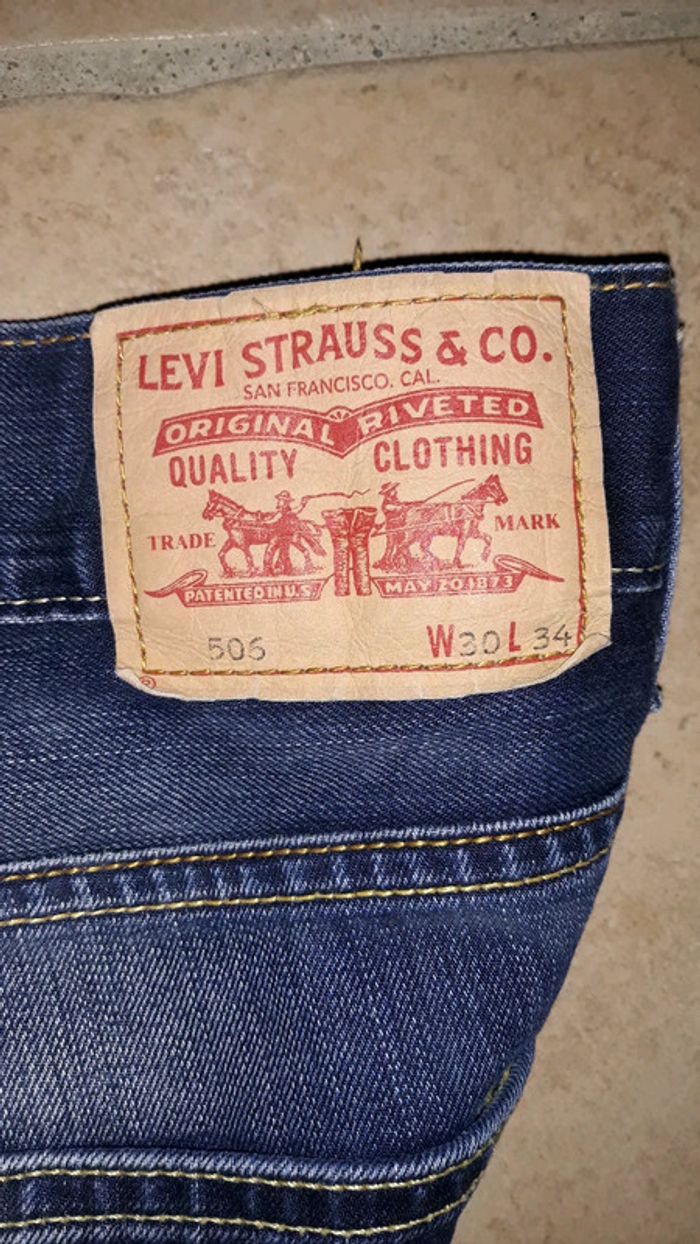 LEVI STRAUSS & CO.
SAN FRANCISCO, CAL.
ORIGINAL RIVETED
QUALITY CLOTHING
TRADE MARK
PATENTED IN U.S. MAY 20 1873
506 W30 L 34
®